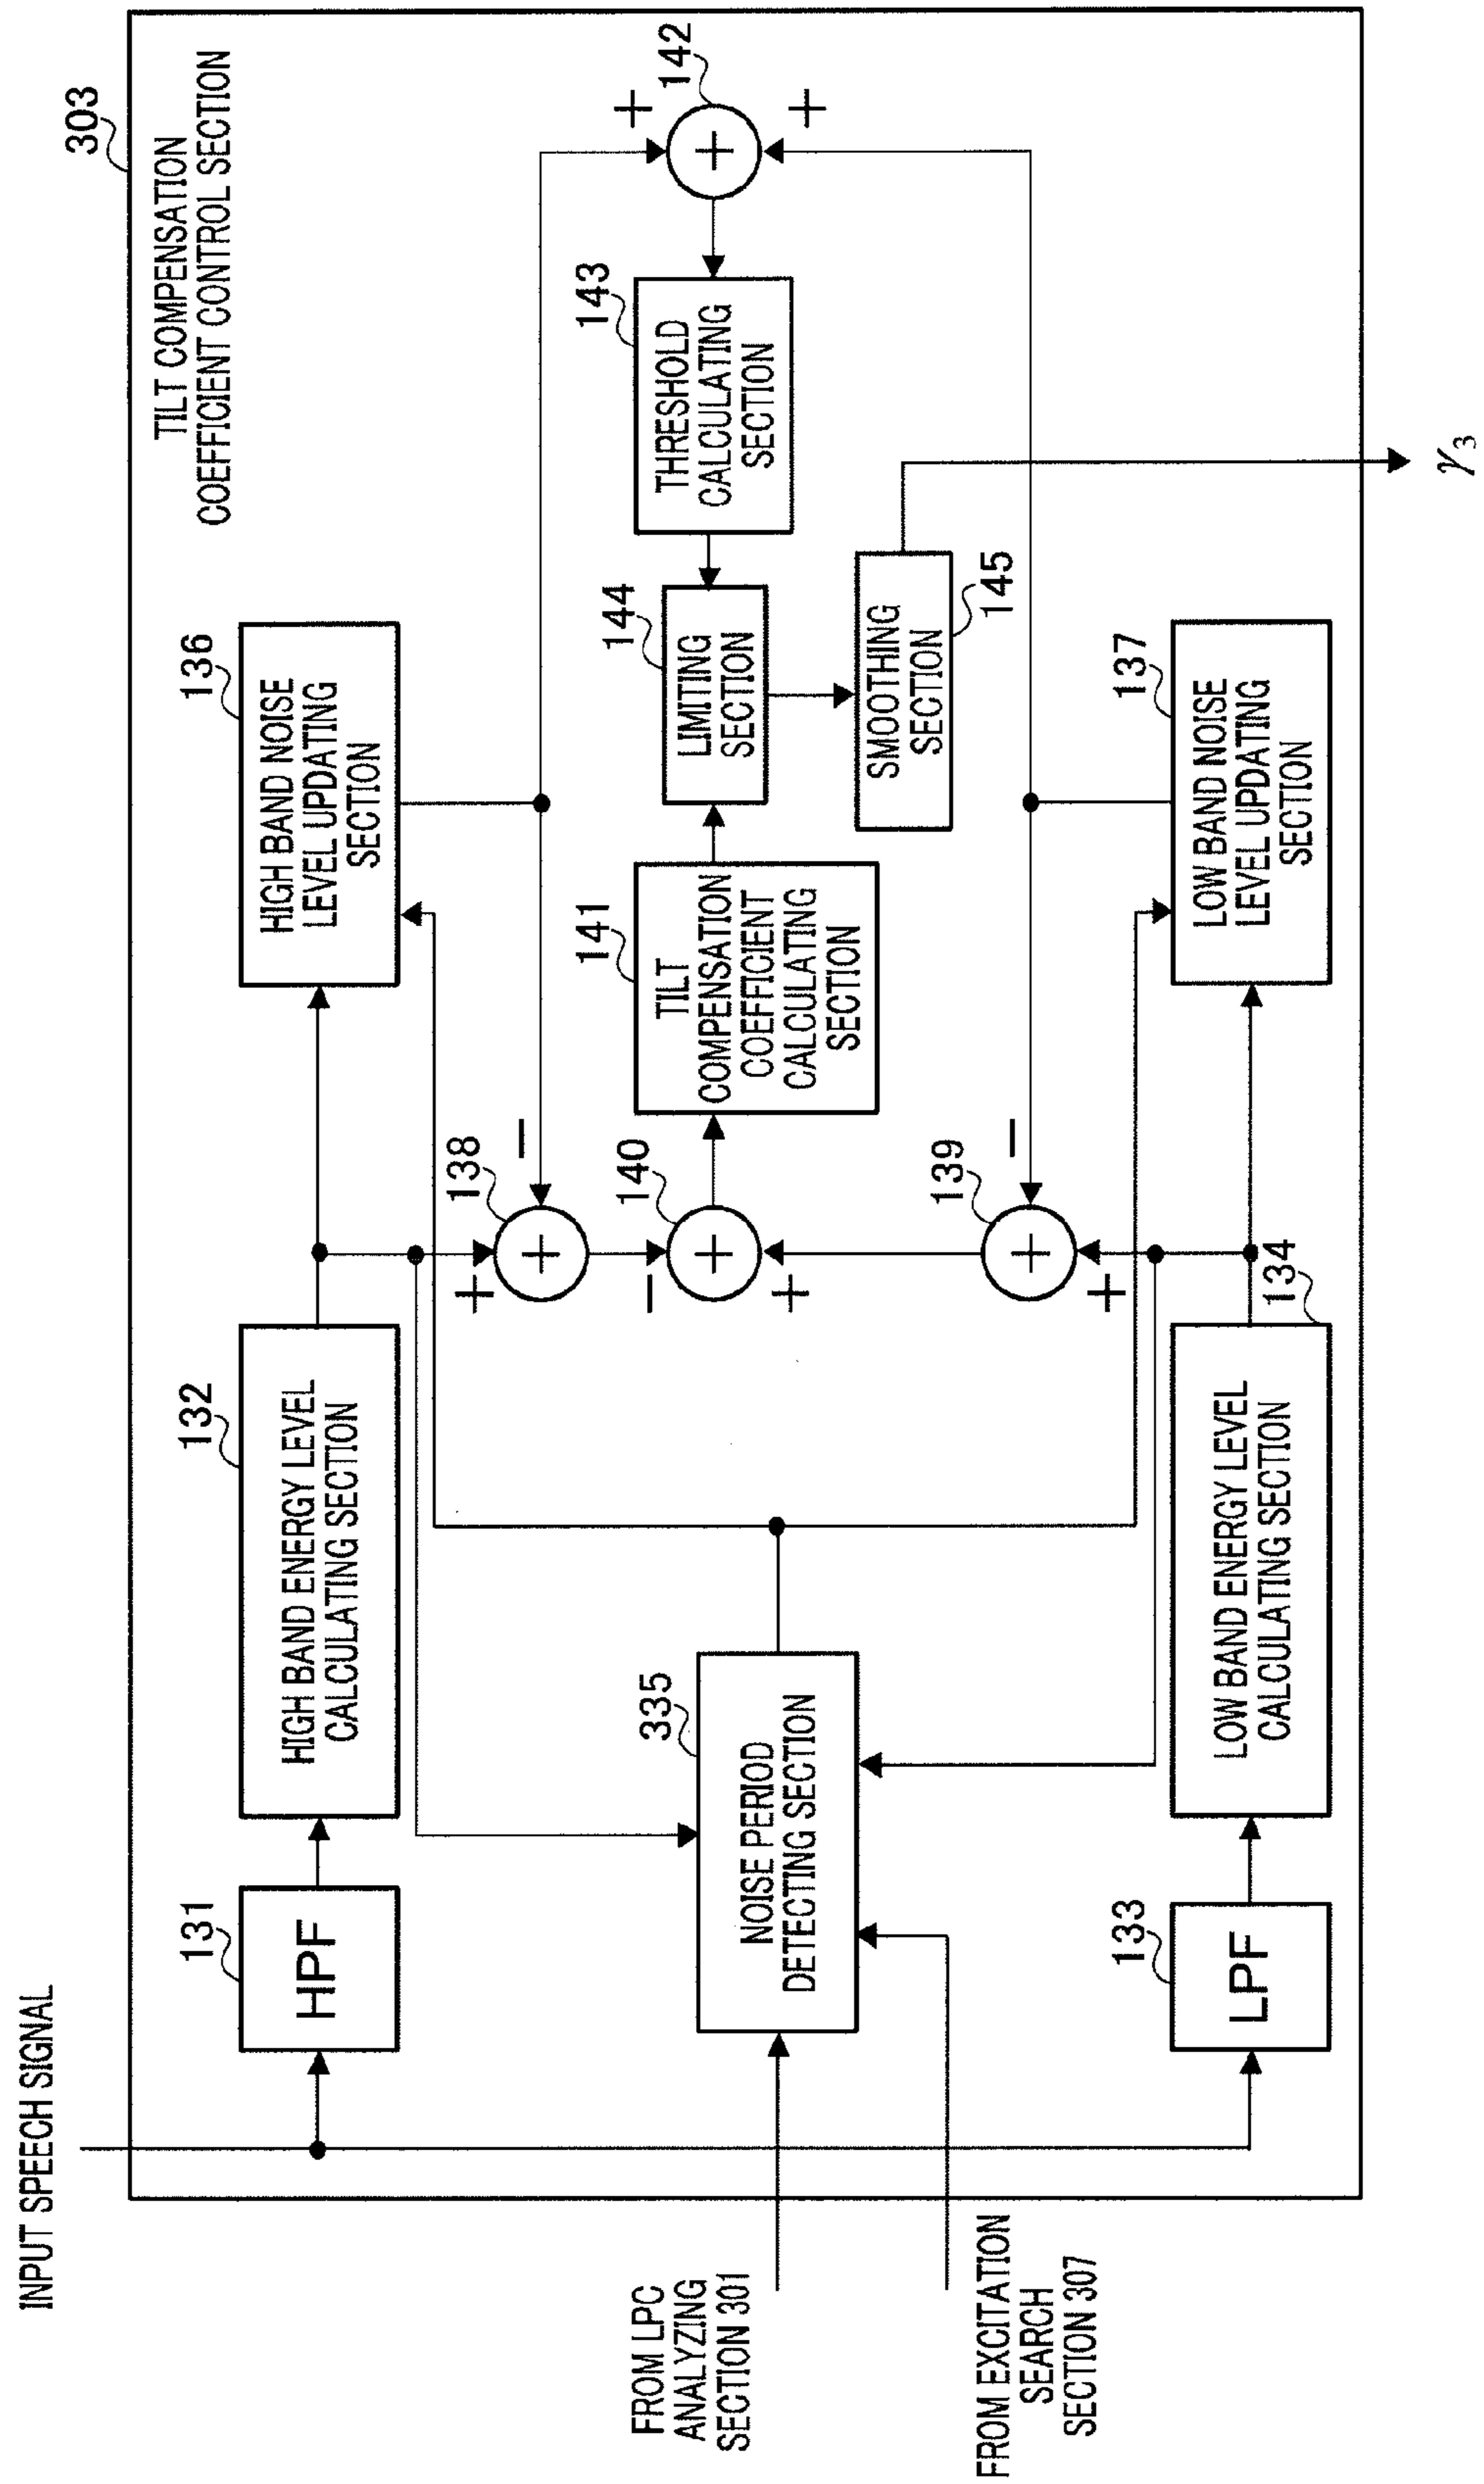 303
TILT COMPENSATION
COEFFICIENT CONTROL SECTION
INPUT SPEECH SIGNAL
131
HPF
132
HIGH BAND ENERGY LEVEL
CALCULATING SECTION
136
HIGH BAND NOISE
LEVEL UPDATING
SECTION
138
+
−
+
142
+
+
+
140
−
+
+
141
TILT
COMPENSATION
COEFFICIENT
CALCULATING
SECTION
144
LIMITING
SECTION
143
THRESHOLD
CALCULATING
SECTION
FROM LPC
ANALYZING
SECTION 301
335
NOISE PERIOD
DETECTING SECTION
145
SMOOTHING
SECTION
FROM EXCITATION
SEARCH
SECTION 307
139
−
+
+
133
LPF
134
LOW BAND ENERGY LEVEL
CALCULATING SECTION
137
LOW BAND NOISE
LEVEL UPDATING
SECTION
γ3